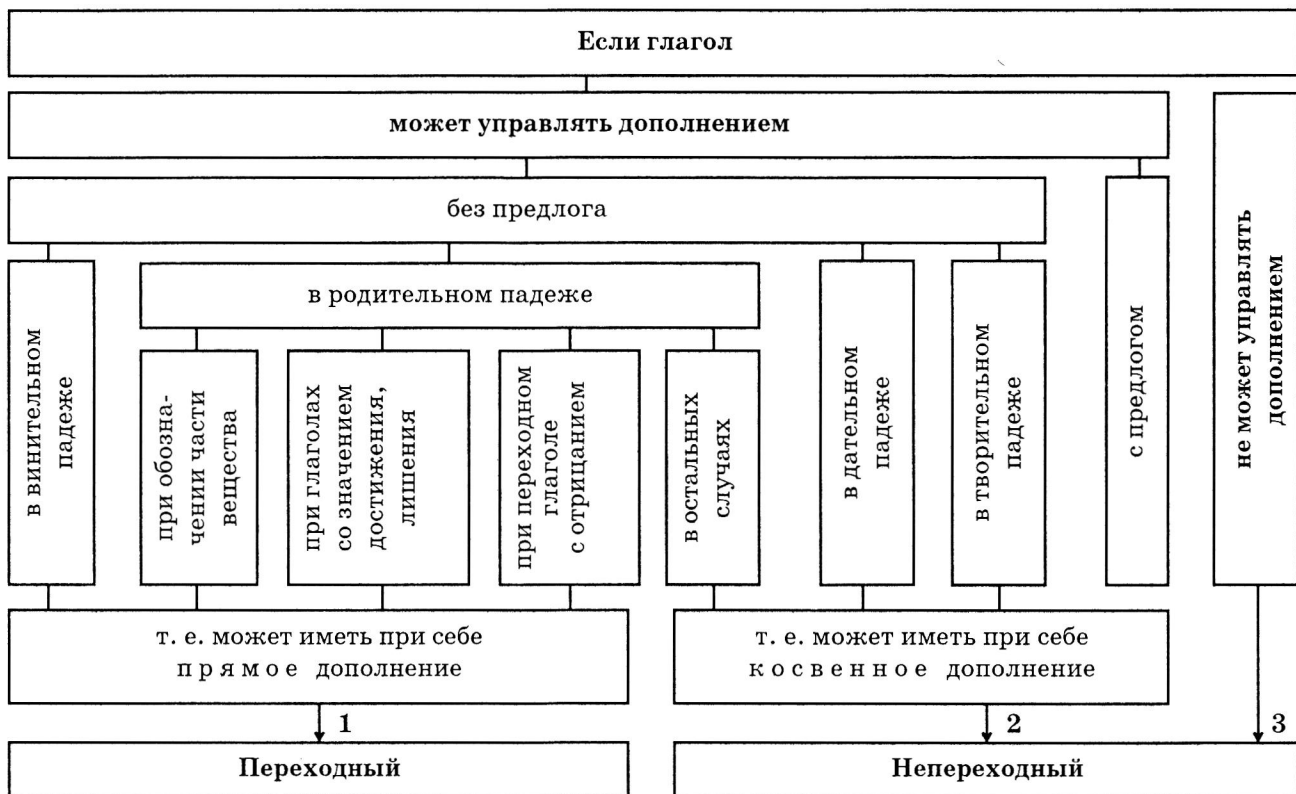 Если глагол
может управлять дополнением
без предлога
в родительном падеже
в винительном
падеже
при обозна-
чении части
вещества
при глаголах
со значением
достижения,
лишения
при переходном
глаголе
с отрицанием
в остальных
случаях
в дательном
падеже
в творительном
падеже
с предлогом
не может управлять
дополнением
т. е. может иметь при себе
прямое дополнение
т. е. может иметь при себе
косвенное дополнение
1
2
3
Переходный
Непереходный